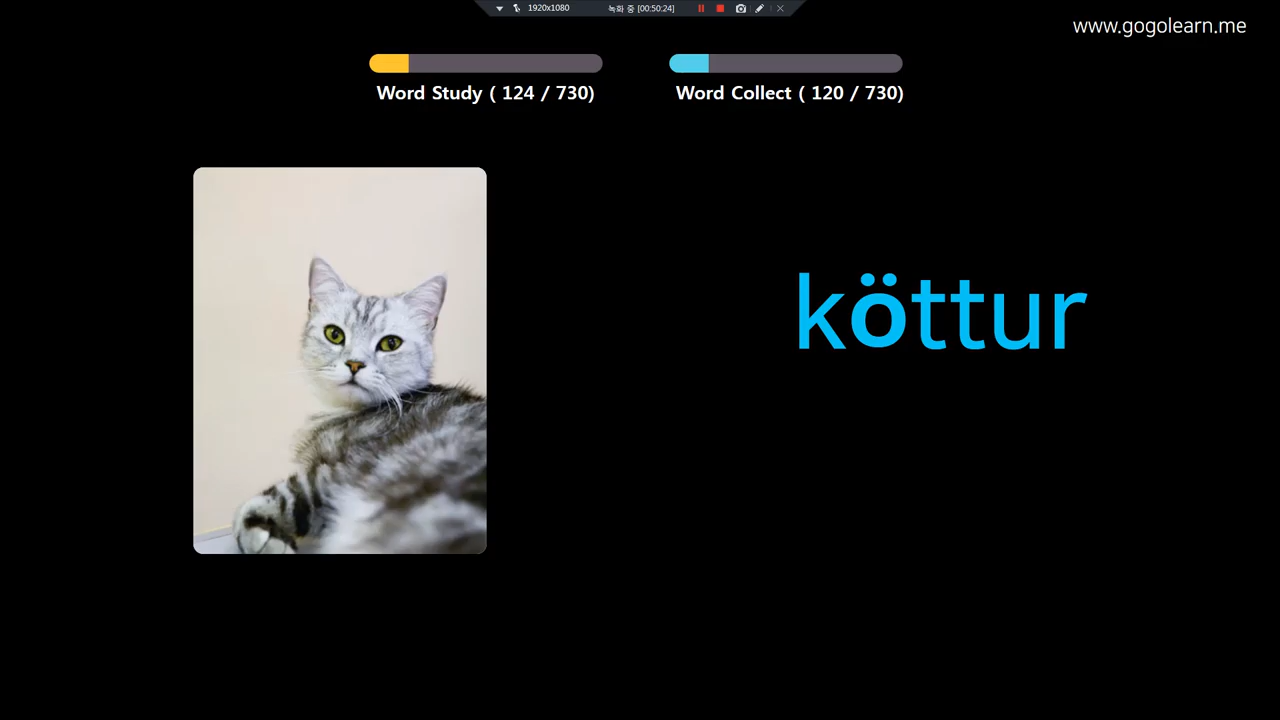 1920x1080 녹화 중 [00:50:24]
www.gogolearn.me
Word Study ( 124 / 730) Word Collect ( 120 / 730)
köttur